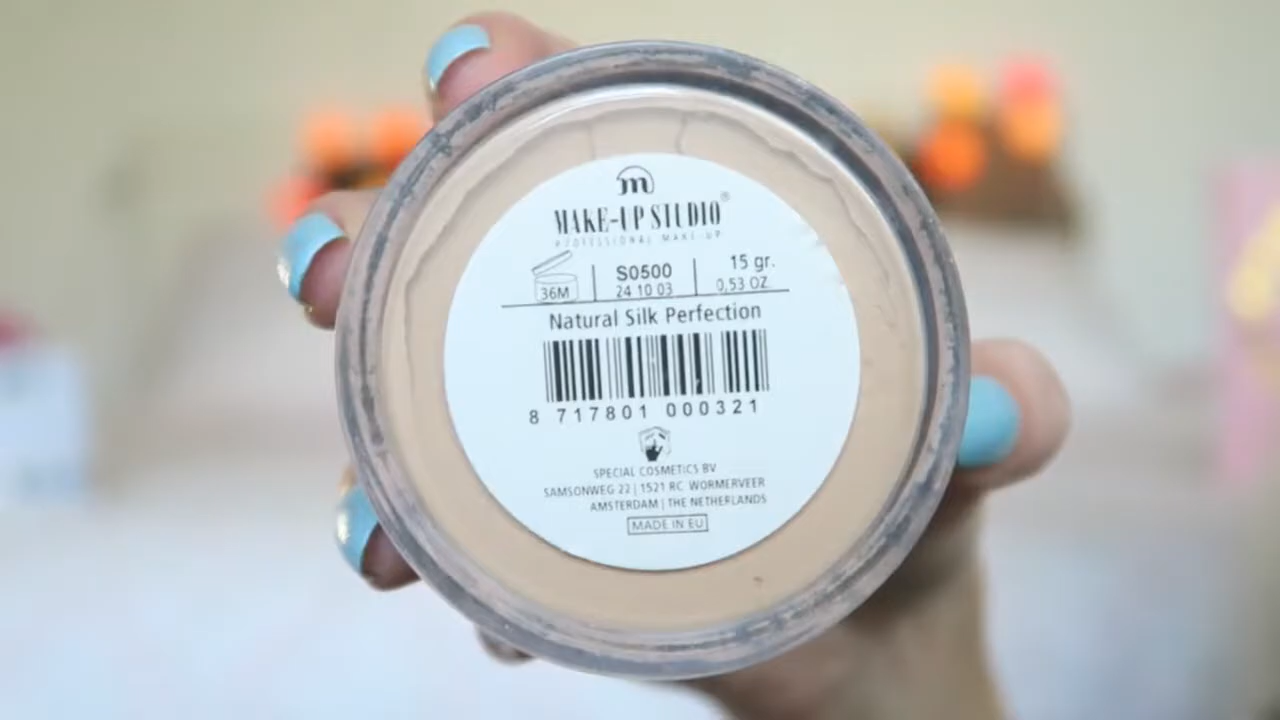 m
MAKE-UP STUDIO®
PROFESSIONAL MAKE-UP
36M S0500 15 gr.
24 10 03 0,53 OZ.
Natural Silk Perfection
8 717801 000321
SPECIAL COSMETICS BV
SAMSONWEG 22 | 1521 RC WORMERVEER
AMSTERDAM | THE NETHERLANDS
MADE IN EU